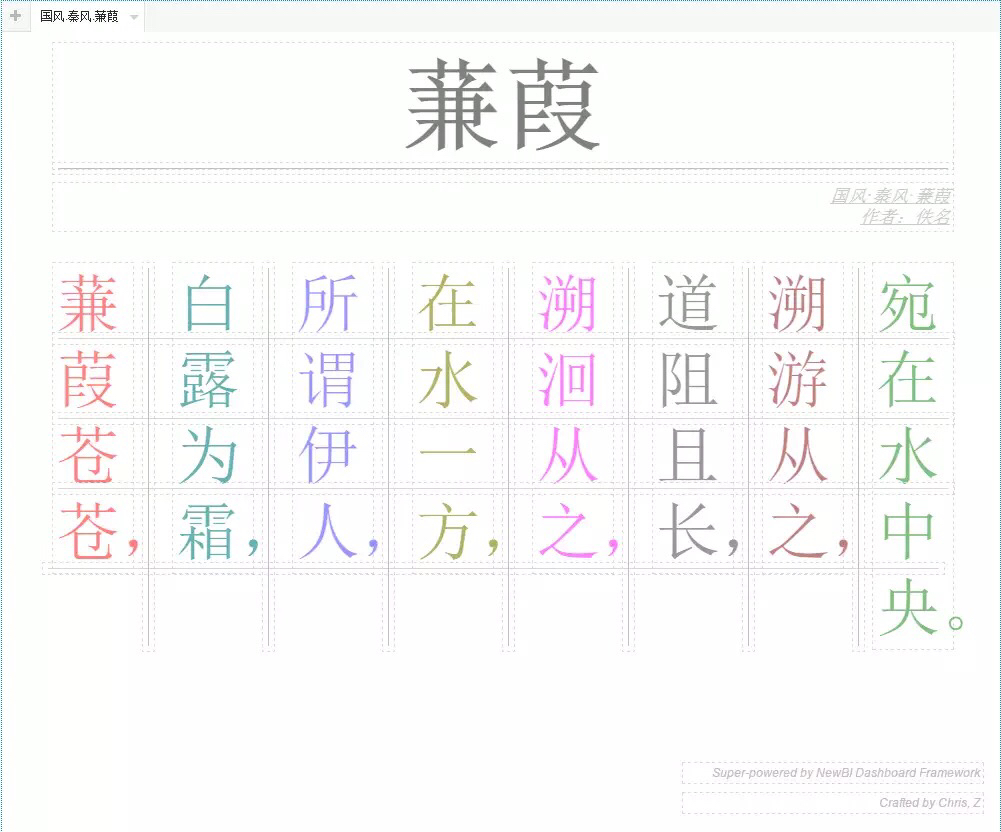 国风.秦风.蒹葭
蒹葭
国风·秦风·蒹葭
作者：佚名
蒹葭苍苍，
白露为霜，
所谓伊人，
在水一方，
溯洄从之，
道阻且长，
溯游从之，
宛在水中央。
Super-powered by NewBI Dashboard Framework
Crafted by Chris, Z